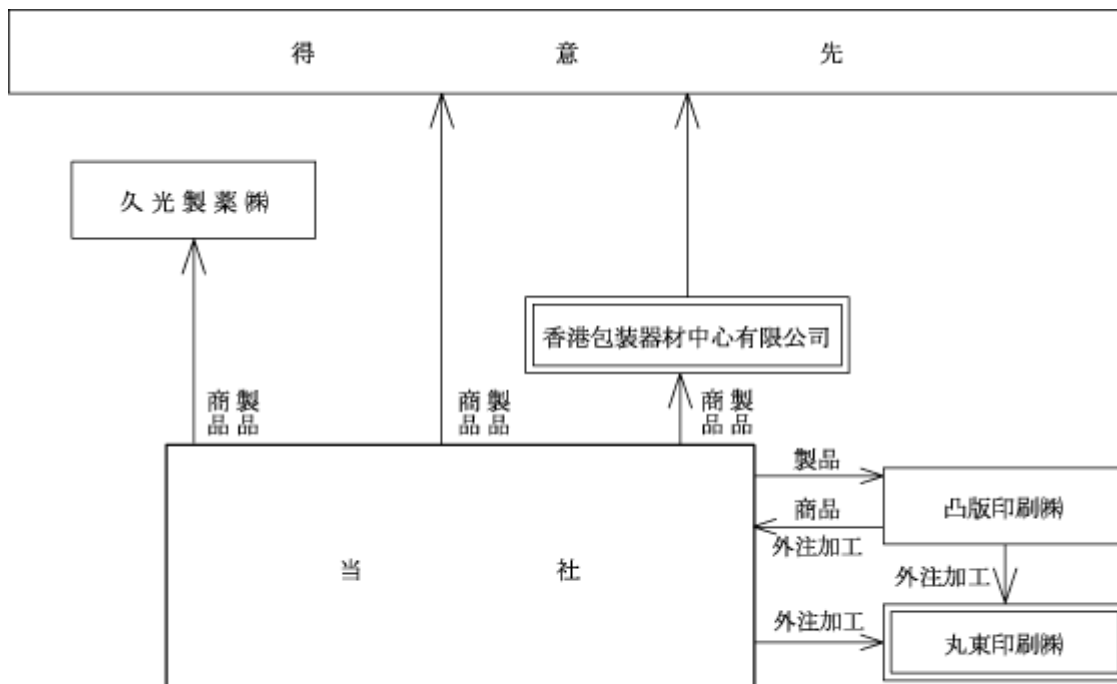 得意先
久光製薬㈱
香港包装器材中心有限公司
製品
商品
製品
商品
製品
商品
製品
凸版印刷㈱
商品
外注加工
当社
外注加工
外注加工
丸東印刷㈱